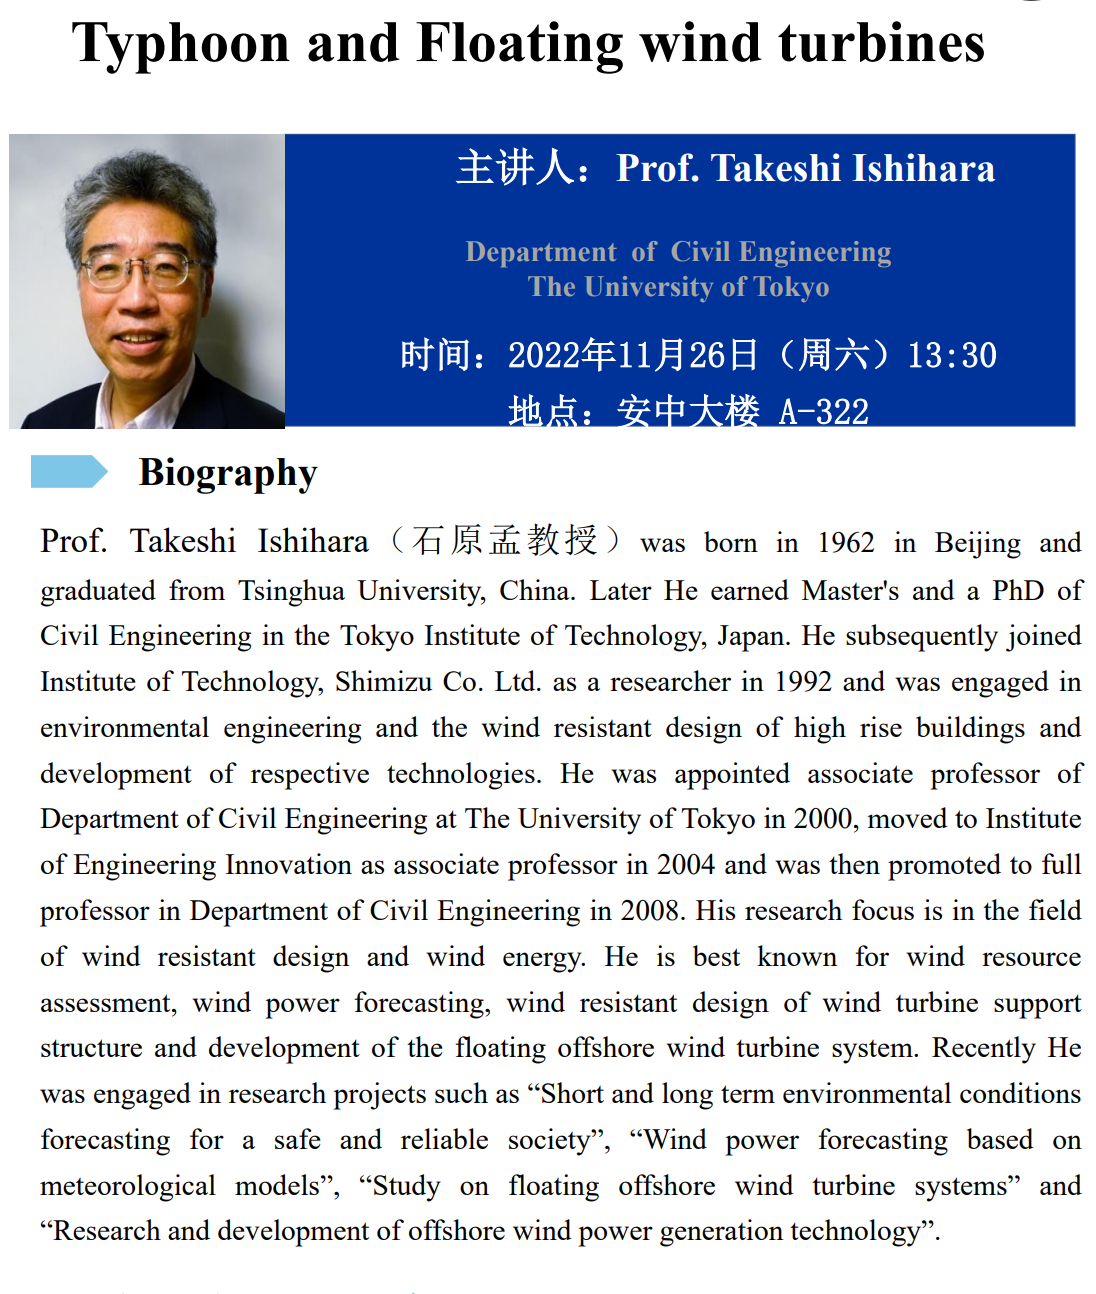 Typhoon and Floating wind turbines
主讲人：Prof. Takeshi Ishihara
Department of Civil Engineering
The University of Tokyo
时间：2022年11月26日（周六）13:30
地点：安中大楼 A-322
Biography
Prof. Takeshi Ishihara（石原孟教授）was born in 1962 in Beijing and
graduated from Tsinghua University, China. Later He earned Master's and a PhD of
Civil Engineering in the Tokyo Institute of Technology, Japan. He subsequently joined
Institute of Technology, Shimizu Co. Ltd. as a researcher in 1992 and was engaged in
environmental engineering and the wind resistant design of high rise buildings and
development of respective technologies. He was appointed associate professor of
Department of Civil Engineering at The University of Tokyo in 2000, moved to Institute
of Engineering Innovation as associate professor in 2004 and was then promoted to full
professor in Department of Civil Engineering in 2008. His research focus is in the field
of wind resistant design and wind energy. He is best known for wind resource
assessment, wind power forecasting, wind resistant design of wind turbine support
structure and development of the floating offshore wind turbine system. Recently He
was engaged in research projects such as “Short and long term environmental conditions
forecasting for a safe and reliable society”, “Wind power forecasting based on
meteorological models”, “Study on floating offshore wind turbine systems” and
“Research and development of offshore wind power generation technology”.